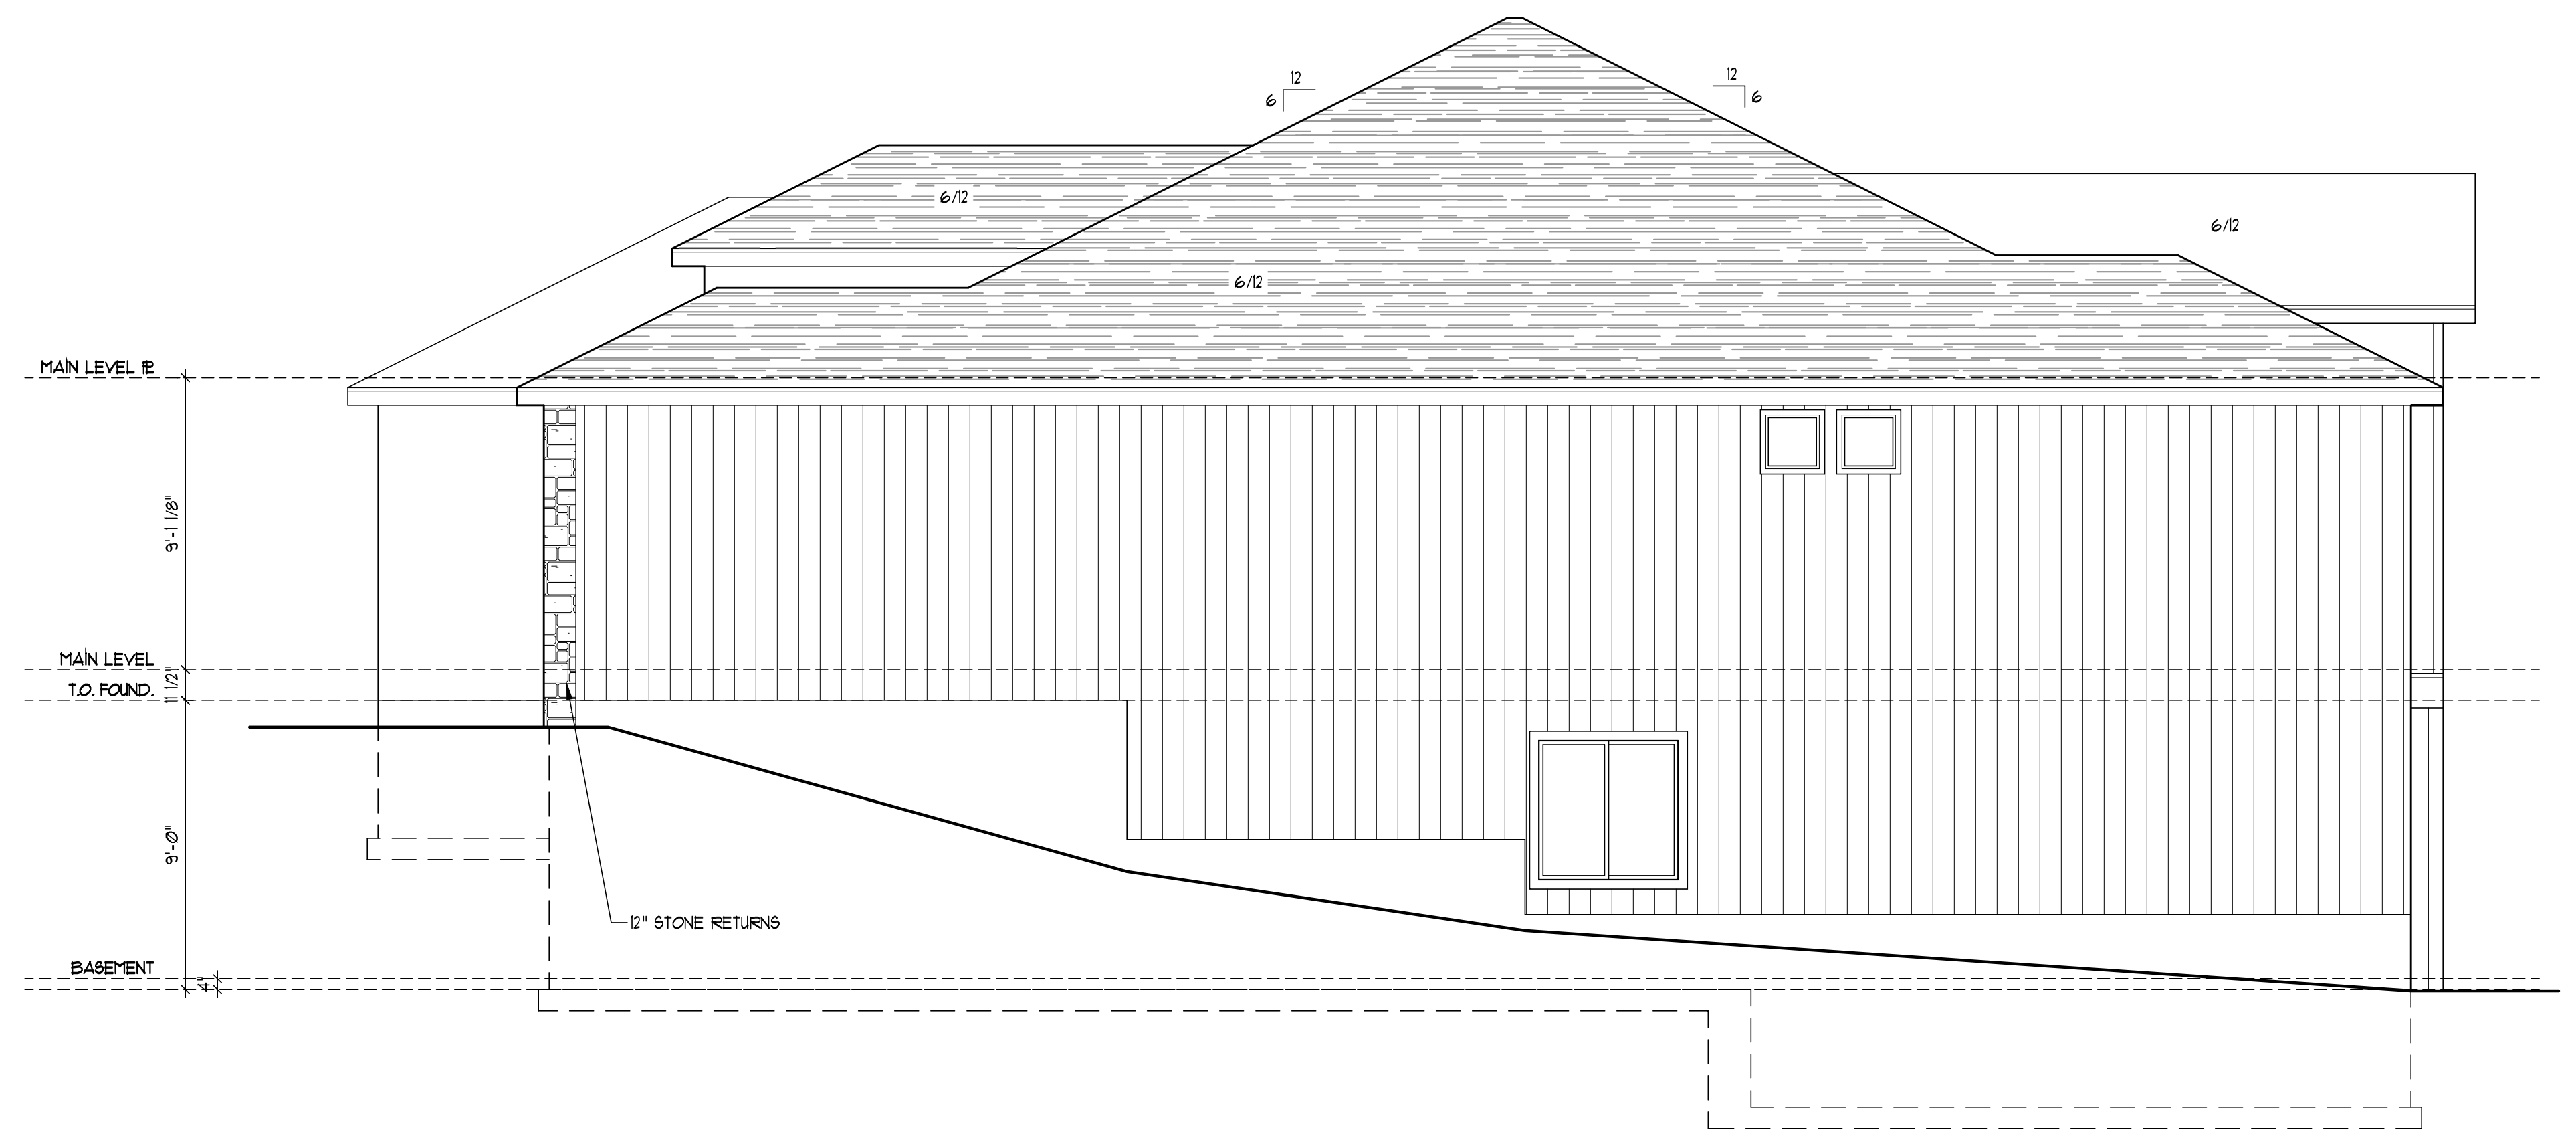 12
12
6
6
6/12
6/12
6/12
MAIN LEVEL PL
9'-1 1/8"
MAIN LEVEL
11 1/2"
T.O. FOUND.
9'-0"
12" STONE RETURNS
BASEMENT
4"